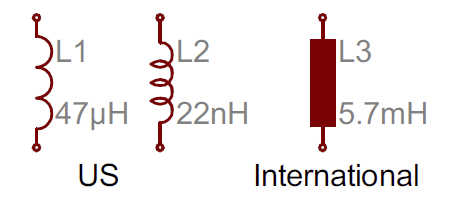 L1 L2 L3
47µH 22nH 5.7mH
US International